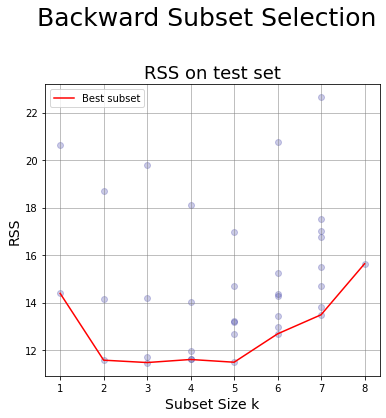 Backward Subset Selection
RSS on test set
Best subset
22
20
18
16
14
12
RSS
1 2 3 4 5 6 7 8
Subset Size k